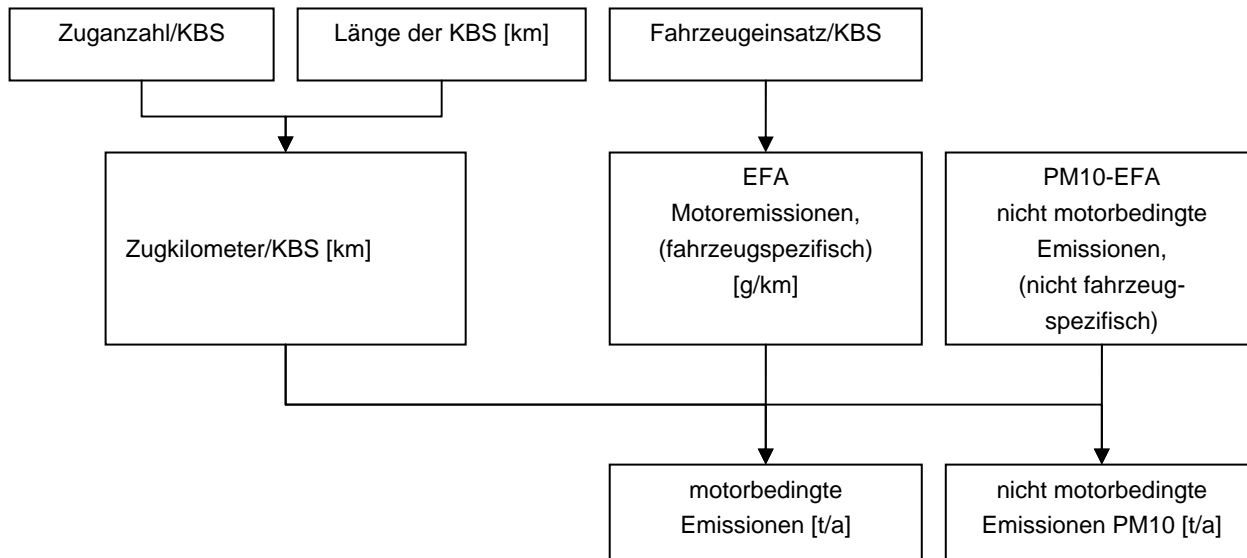 Zuganzahl/KBS
Länge der KBS [km]
Fahrzeugeinsatz/KBS
Zugkilometer/KBS [km]
EFA
Motoremissionen,
(fahrzeugspezifisch)
[g/km]
PM10-EFA
nicht motorbedingte
Emissionen,
(nicht fahrzeug-
spezifisch)
motorbedingte
Emissionen [t/a]
nicht motorbedingte
Emissionen PM10 [t/a]